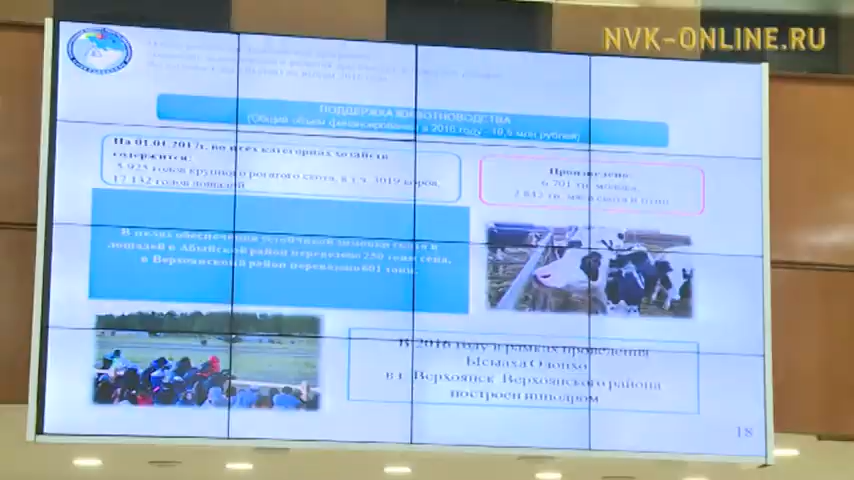 NVK-ONLINE.RU
ПОДДЕРЖКА ЖИВОТНОВОДСТВА
(Общий объем финансирования в 2016 году - 18,5 млн рублей)
На 01.01.2017г. во всех категориях хозяйств
содержится:
5 925 голов крупного рогатого скота, в т.ч. 3019 коров,
17 132 голов лошадей
Произведено:
6 701 тн. молока,
2 812 тн. мяса скота и птиц
В целях обеспечения устойчивой зимовки скота и
лошадей в Абыйский район перевезено 250 тонн сена,
в Верхоянский район перевезено 601 тонн.
В 2016 году в рамках проведения
Ысыаха Олонхо
в г. Верхоянск Верхоянского района
построен ипподром
18